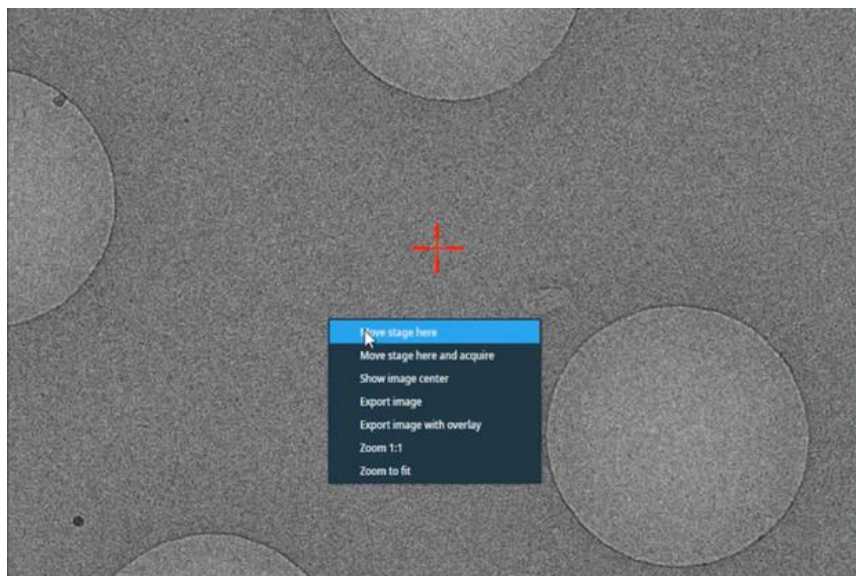 Move stage here
Move stage here and acquire
Show image center
Export image
Export image with overlay
Zoom 1:1
Zoom to fit